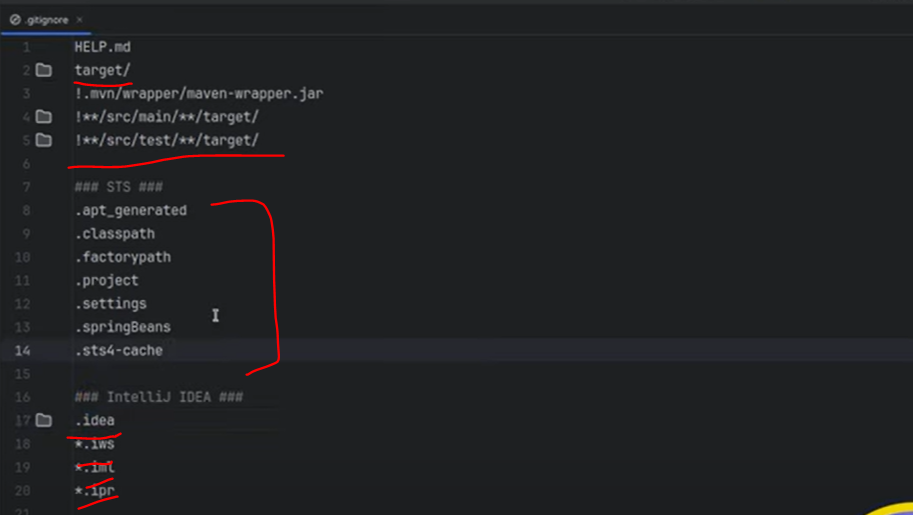 .gitignore ×
1 HELP.md
2 target/
3 !.mvn/wrapper/maven-wrapper.jar
4 !**/src/main/**/target/
5 !**/src/test/**/target/
6
7 ### STS ###
8 .apt_generated
9 .classpath
10 .factorypath
11 .project
12 .settings
13 .springBeans
14 .sts4-cache
15
16 ### IntelliJ IDEA ###
17 .idea
18 *.iws
19 *.iml
20 *.ipr
21